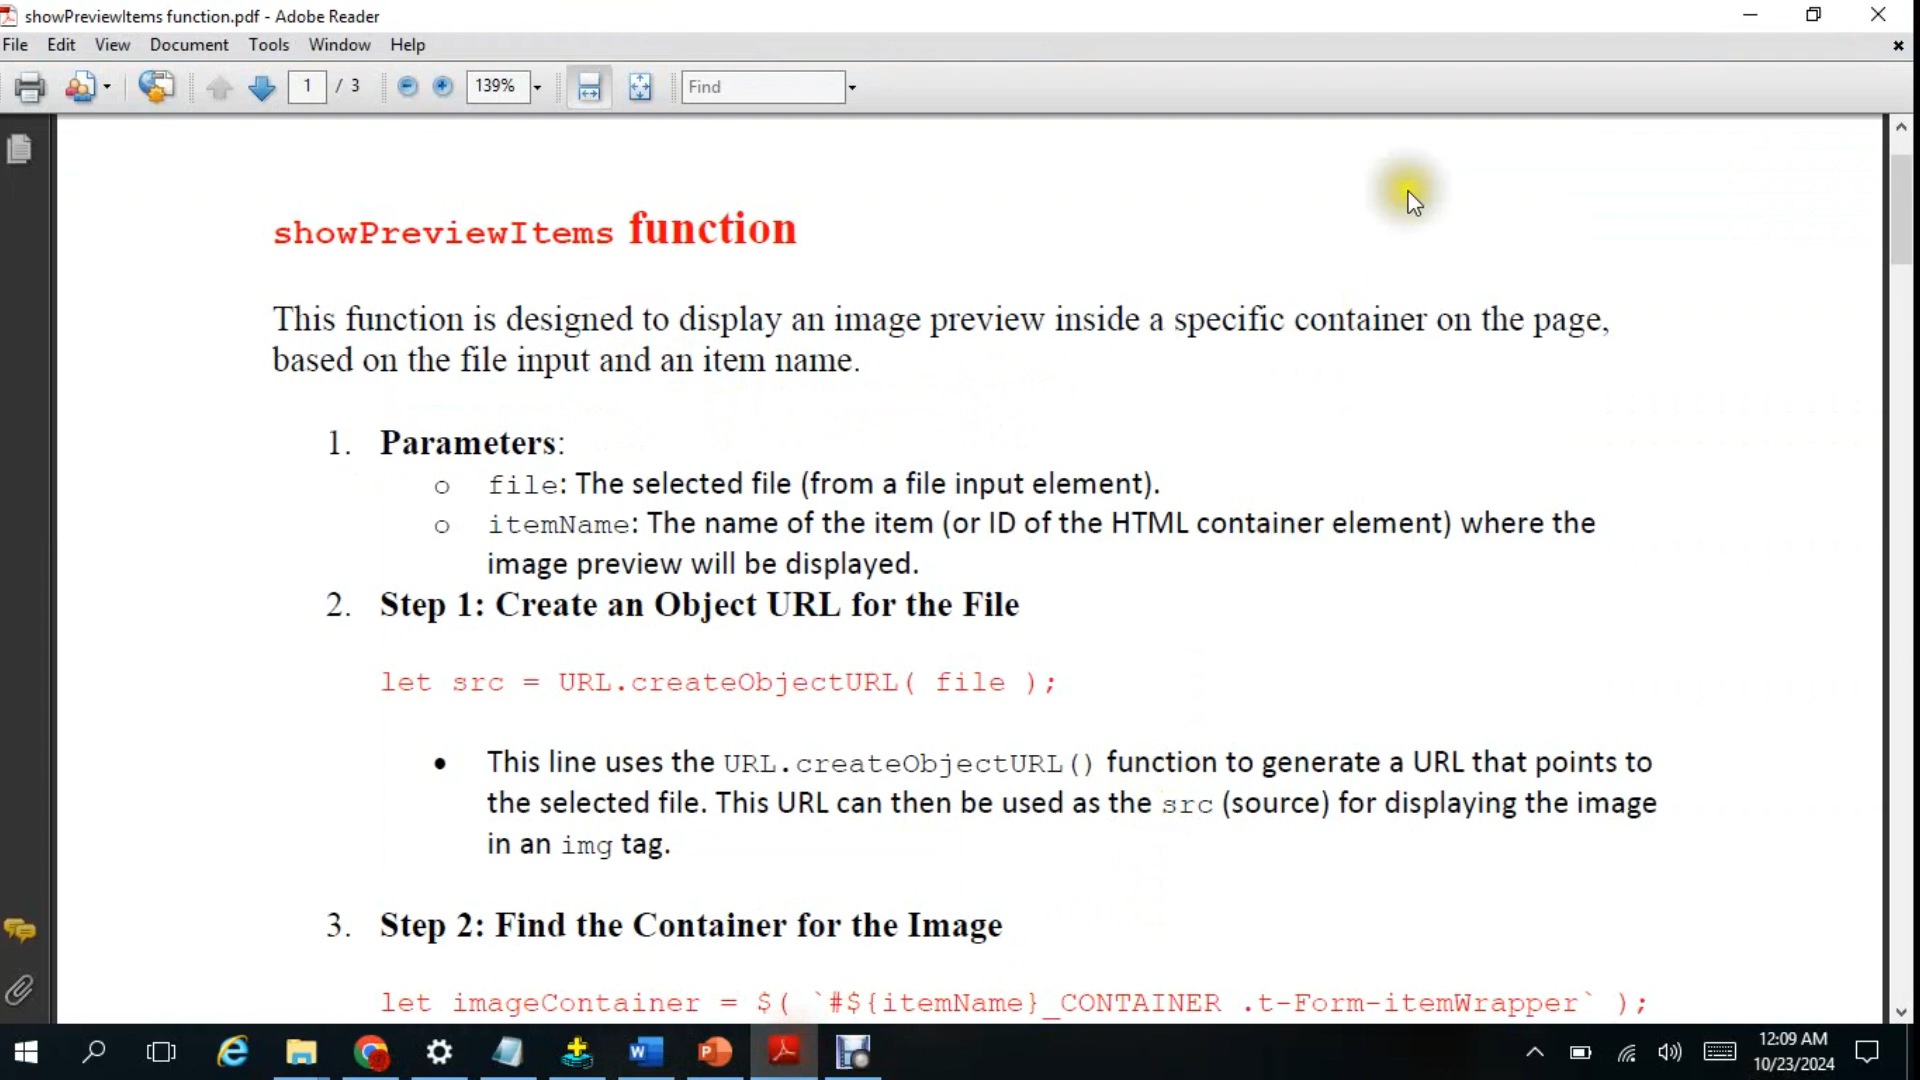 showPreviewItems function.pdf - Adobe Reader
File Edit View Document Tools Window Help
1 / 3 139% Find
showPreviewItems function
This function is designed to display an image preview inside a specific container on the page,
based on the file input and an item name.
1. Parameters:
o file: The selected file (from a file input element).
o itemName: The name of the item (or ID of the HTML container element) where the
image preview will be displayed.
2. Step 1: Create an Object URL for the File
let src = URL.createObjectURL( file );
• This line uses the URL.createObjectURL() function to generate a URL that points to
the selected file. This URL can then be used as the src (source) for displaying the image
in an img tag.
3. Step 2: Find the Container for the Image
let imageContainer = $( `#${itemName}_CONTAINER .t-Form-itemWrapper` );
12:09 AM
10/23/2024